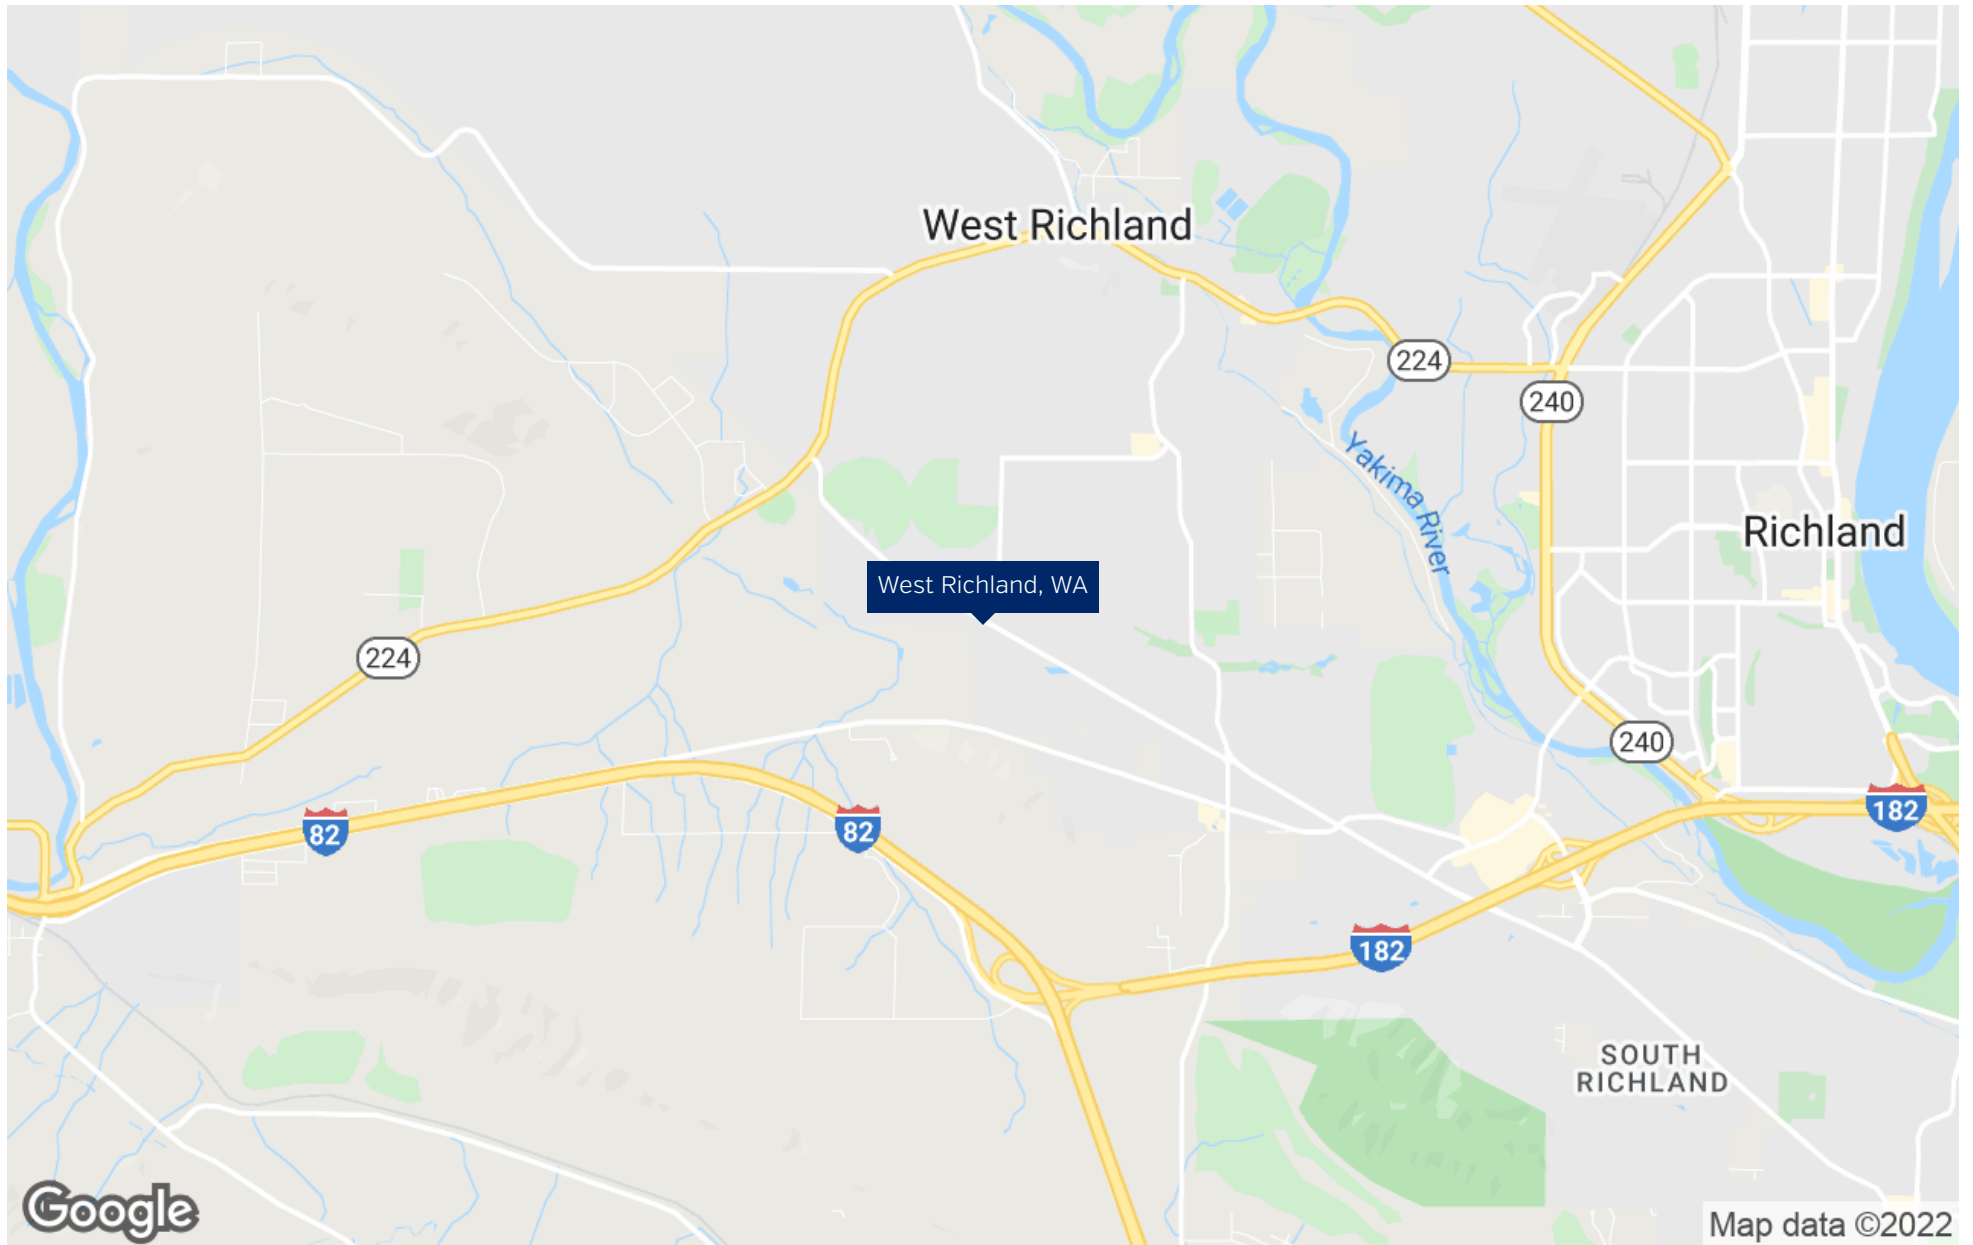 West Richland
224
240
Yakima River
Richland
West Richland, WA
224
240
82
82
182
182
SOUTH
RICHLAND
Google
Map data ©2022